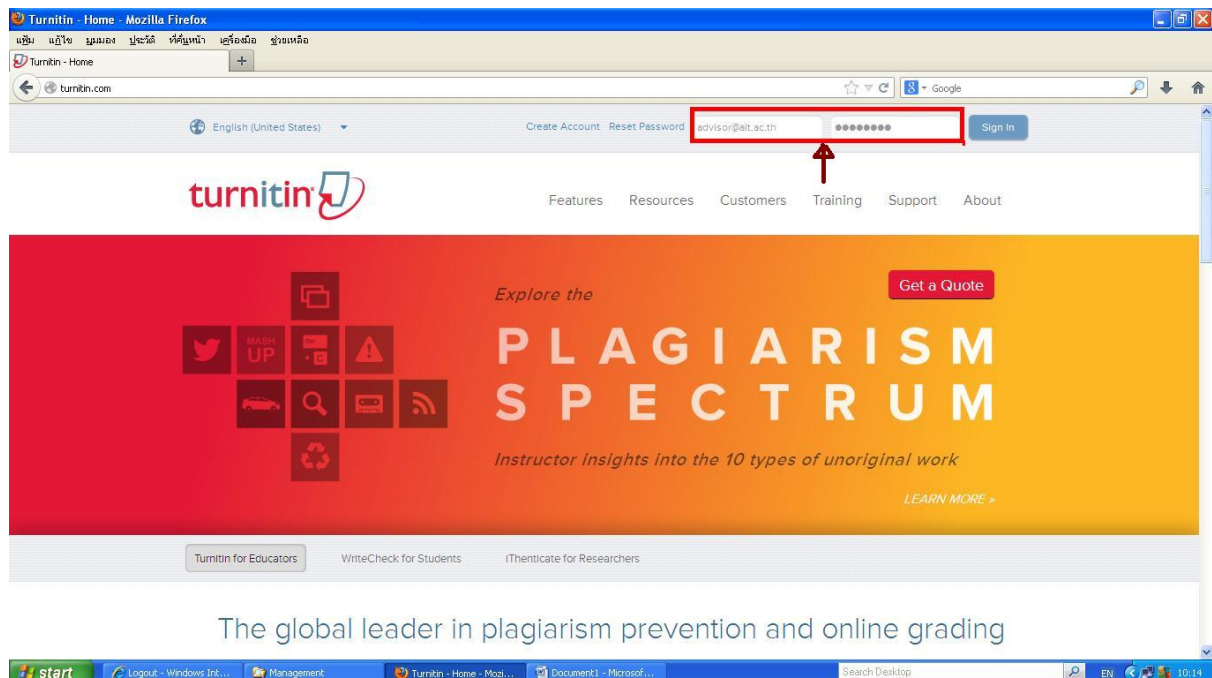 Turnitin - Home - Mozilla Firefox
แฟ้ม แก้ไข มุมมอง ประวัติ ที่คั่นหน้า เครื่องมือ ช่วยเหลือ
Turnitin - Home +
turnitin.com Google
English (United States) Create Account Reset Password advisor@ait.ac.th Sign In
turnitin
Features Resources Customers Training Support About
Get a Quote
Explore the
PLAGIARISM
SPECTRUM
MASH
UP
Instructor insights into the 10 types of unoriginal work
LEARN MORE »
Turnitin for Educators WriteCheck for Students iThenticate for Researchers
The global leader in plagiarism prevention and online grading
start Logout - Windows Int... Management Turnitin - Home - Mozi... Document1 - Microsof... Search Desktop EN 10:14